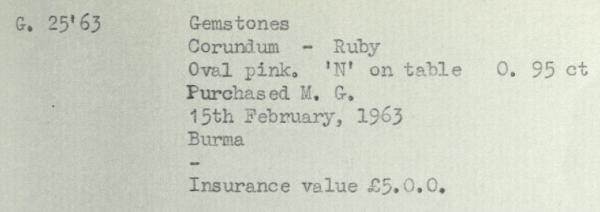 G. 25'63 Gemstones
Corundum - Ruby
Oval pink. 'N' on table 0. 95 ct
Purchased M. G.
15th February, 1963
Burma
-
Insurance value £5.0.0.